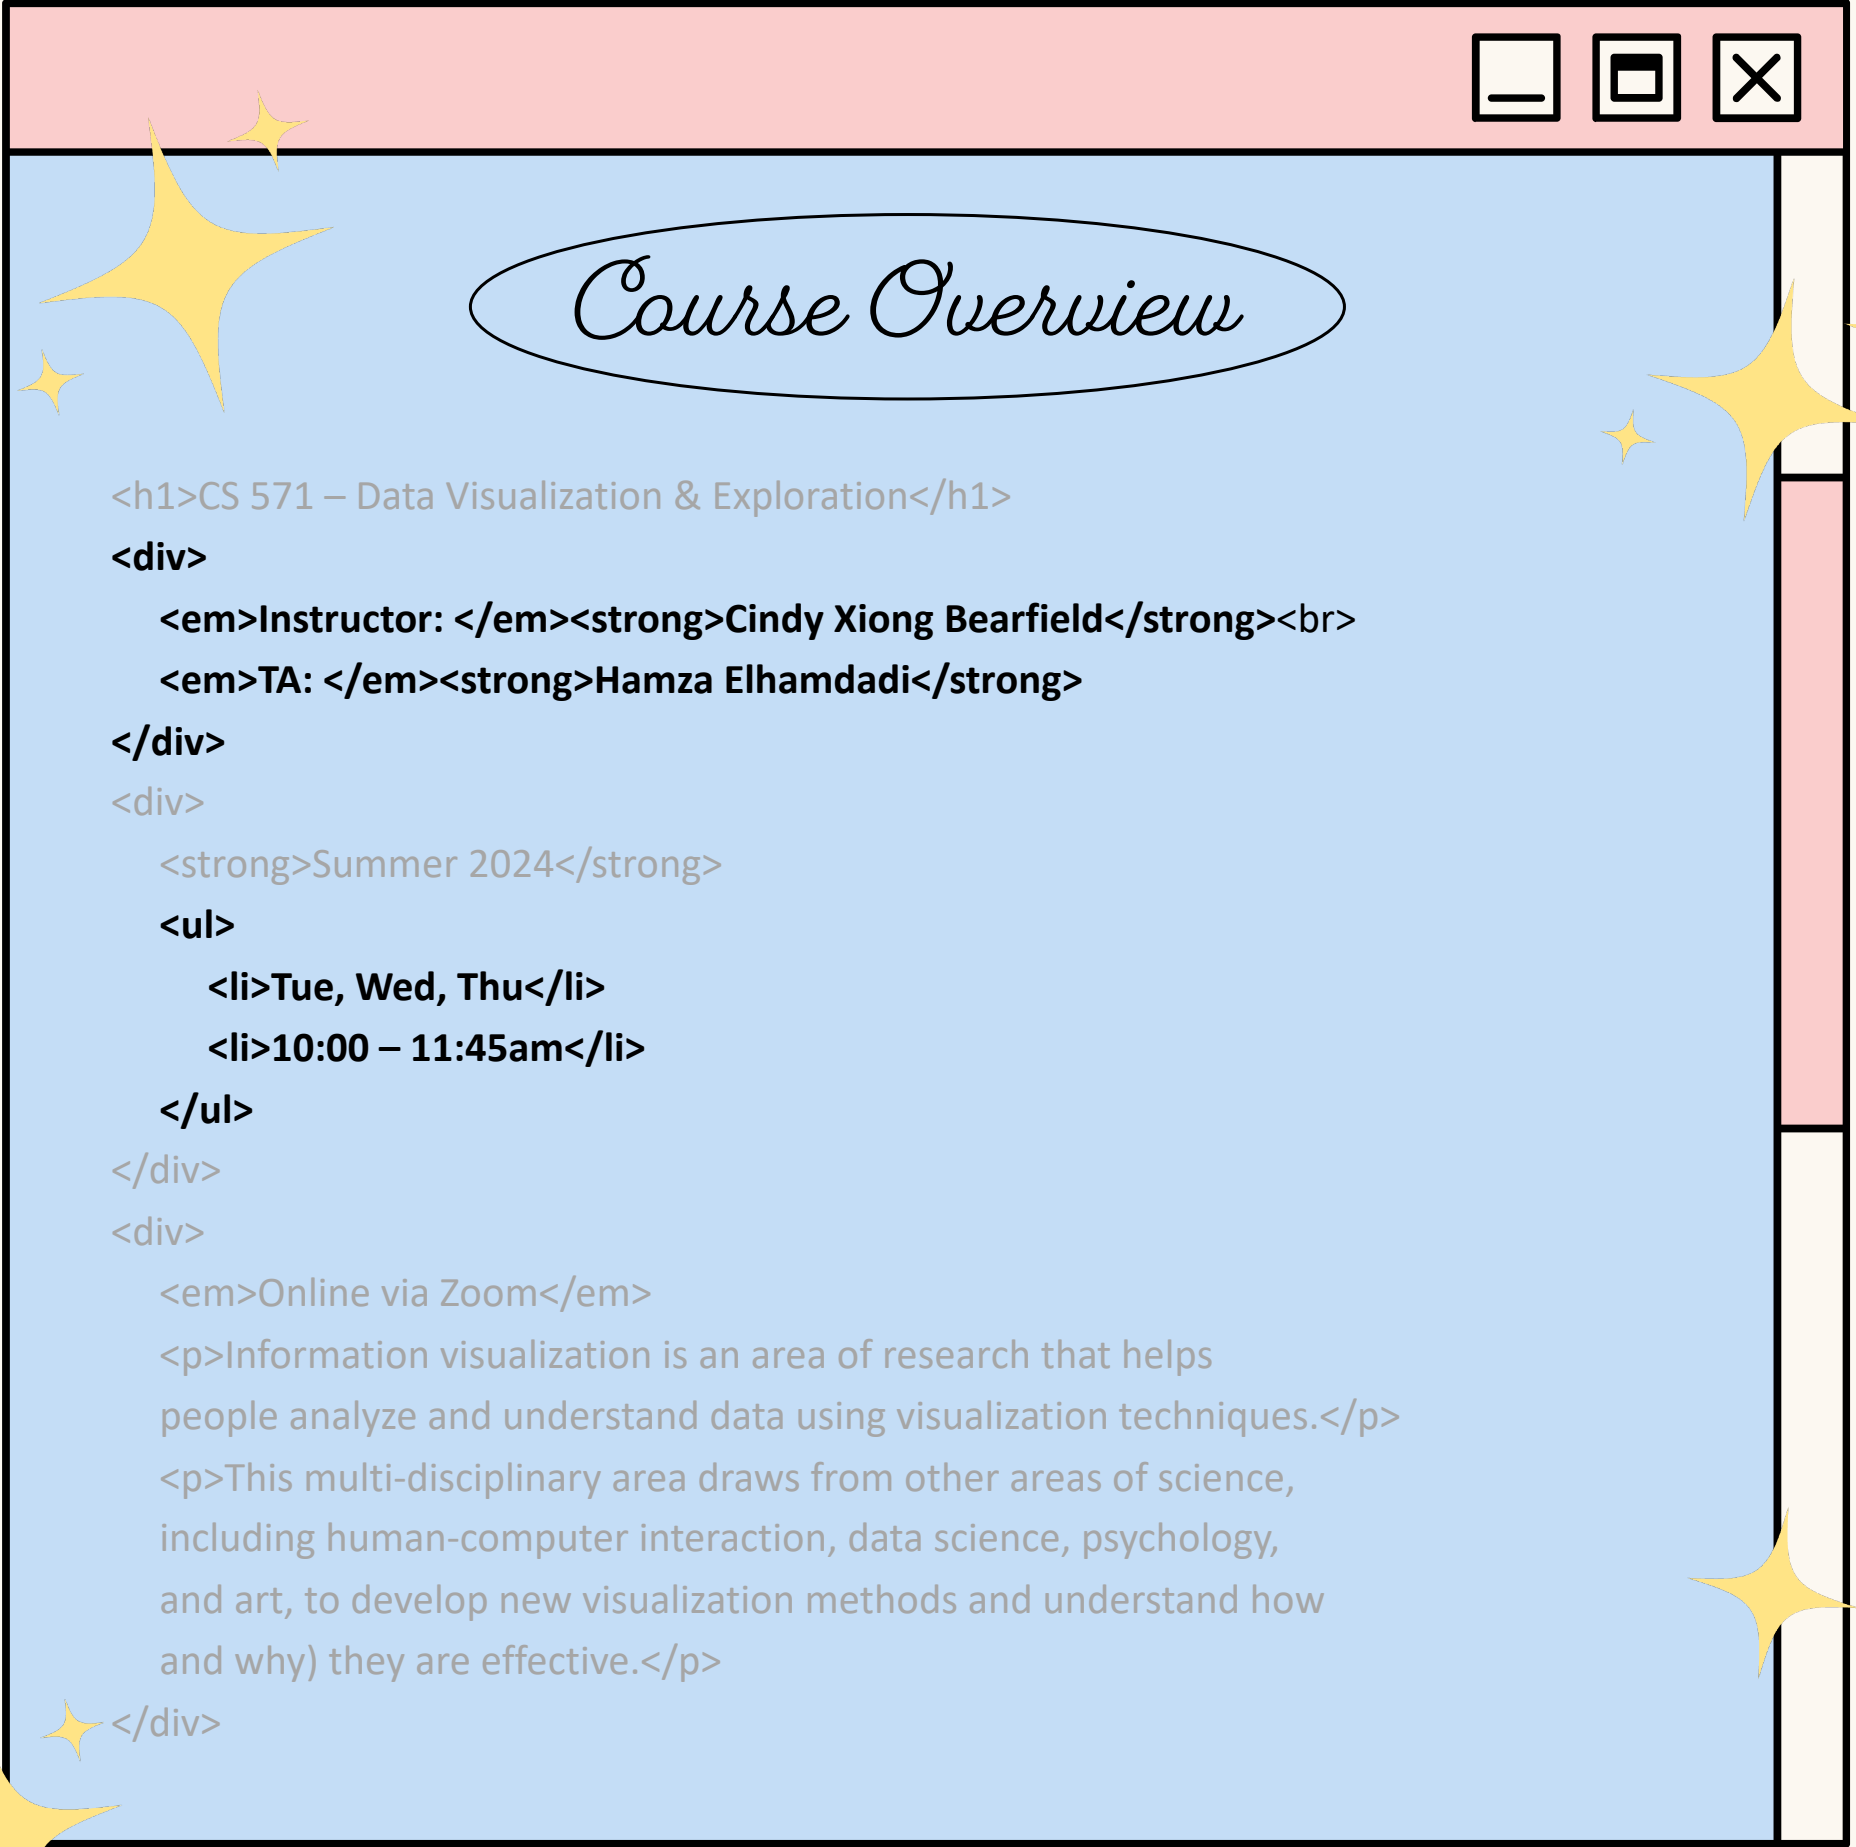 Course Overview
<h1>CS 571 – Data Visualization & Exploration</h1>
<div>
<em>Instructor: </em><strong>Cindy Xiong Bearfield</strong><br>
<em>TA: </em><strong>Hamza Elhamdadi</strong>
</div>
<div>
<strong>Summer 2024</strong>
<ul>
<li>Tue, Wed, Thu</li>
<li>10:00 – 11:45am</li>
</ul>
</div>
<div>
<em>Online via Zoom</em>
<p>Information visualization is an area of research that helps
people analyze and understand data using visualization techniques.</p>
<p>This multi-disciplinary area draws from other areas of science,
including human-computer interaction, data science, psychology,
and art, to develop new visualization methods and understand how
and why) they are effective.</p>
</div>